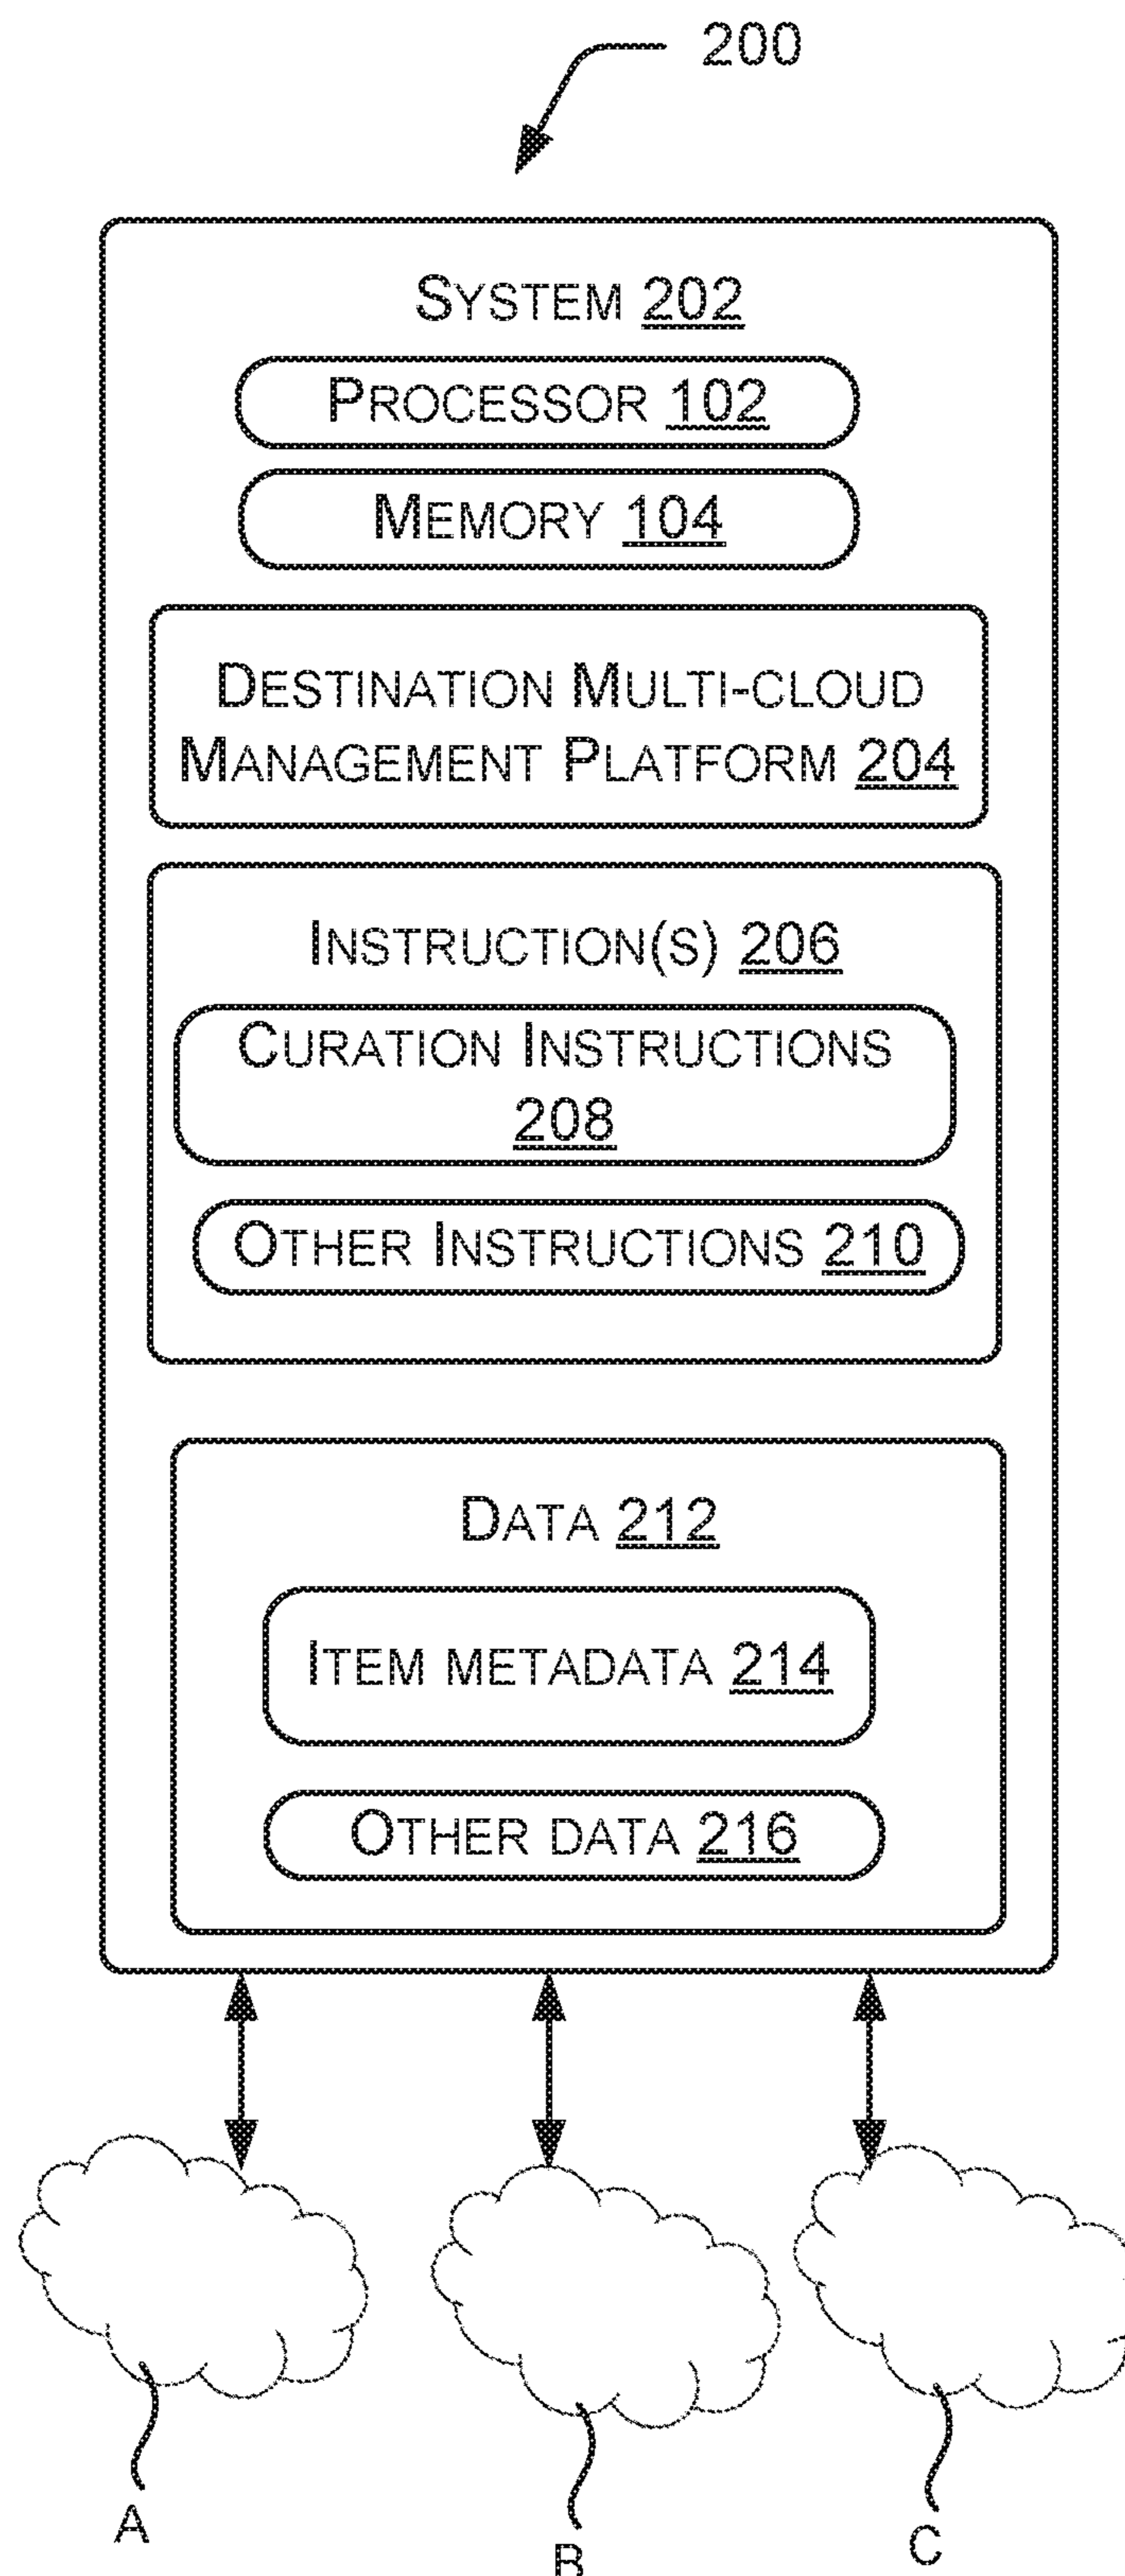 200
SYSTEM 202
PROCESSOR 102
MEMORY 104
DESTINATION MULTI-CLOUD
MANAGEMENT PLATFORM 204
INSTRUCTION(S) 206
CURATION INSTRUCTIONS
208
OTHER INSTRUCTIONS 210
DATA 212
ITEM METADATA 214
OTHER DATA 216
A
B
C